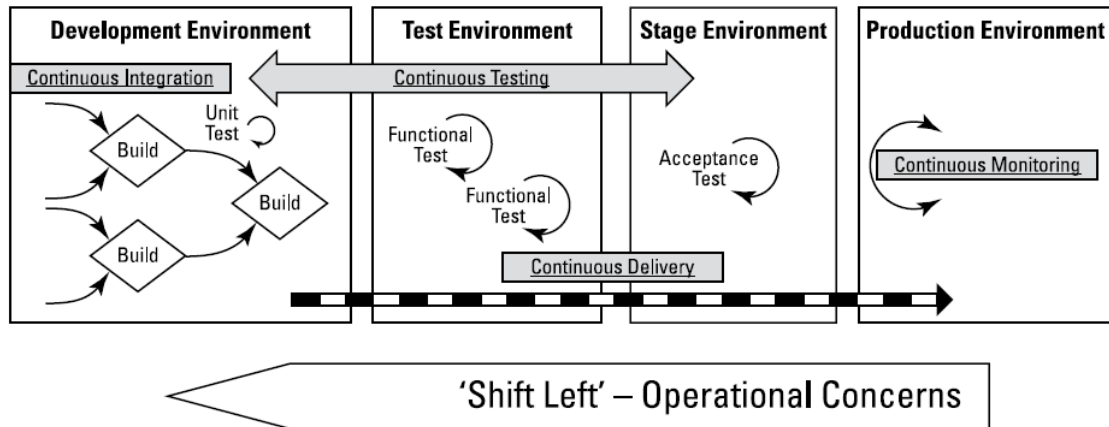 Development Environment
Test Environment
Stage Environment
Production Environment
Continuous Integration
Continuous Testing
Unit
Test
Build
Build
Build
Functional
Test
Functional
Test
Acceptance
Test
Continuous Monitoring
Continuous Delivery
‘Shift Left’ – Operational Concerns